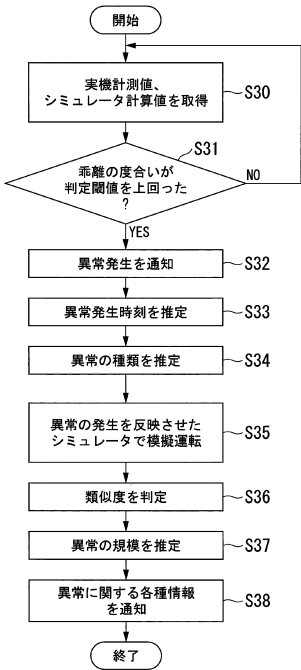 開始
実機計測値、
シミュレータ計算値を取得
S30
S31
乖離の度合いが
判定閾値を上回った
?
NO
YES
異常発生を通知
S32
異常発生時刻を推定
S33
異常の種類を推定
S34
異常の発生を反映させた
シミュレータで模擬運転
S35
類似度を判定
S36
異常の規模を推定
S37
異常に関する各種情報
を通知
S38
終了